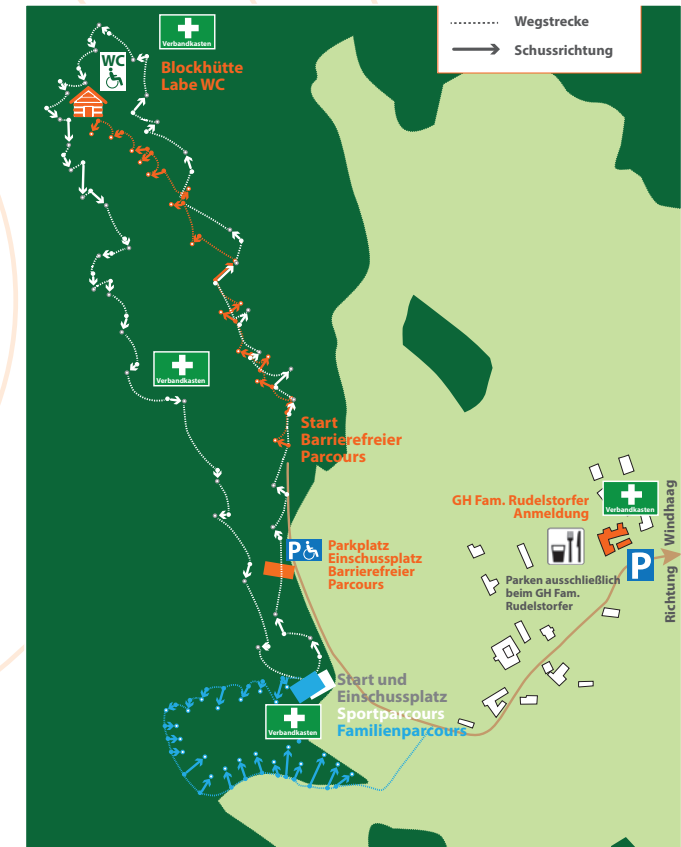 Wegstrecke
Schussrichtung
Verbandkasten
WC
Blockhütte
Labe WC
Verbandkasten
Start
Barrierefreier
Parcours
GH Fam. Rudelstorfer
Anmeldung
Verbandkasten
Richtung Windhaag
P
Parkplatz
Einschussplatz
Barrierefreier
Parcours
P
Parken ausschließlich
beim GH Fam.
Rudelstorfer
Start und
Einschussplatz
Sportparcours
Familienparcours
Verbandkasten